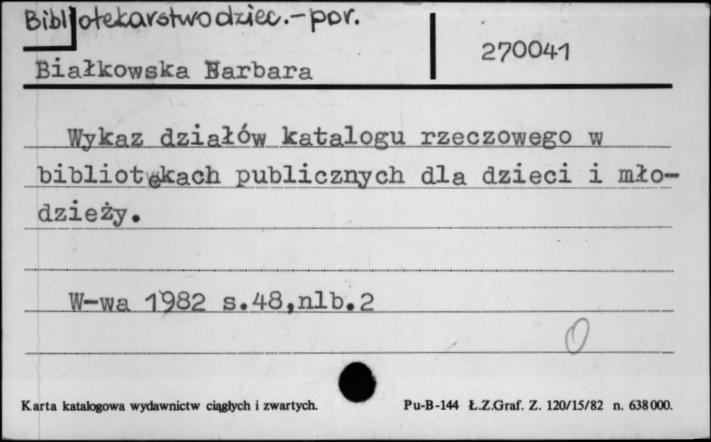 Bibliotekarstwo dziec.-por.
270041
Białkowska Barbara
Wykaz działów katalogu rzeczowego w
bibliotekach publicznych dla dzieci i mło-
dzieży.
W-wa 1982 s.48,nlb.2
0
Karta katalogowa wydawnictw ciągłych i zwartych.
Pu-B-144 Ł.Z.Graf. Z. 120/15/82 n. 638000.